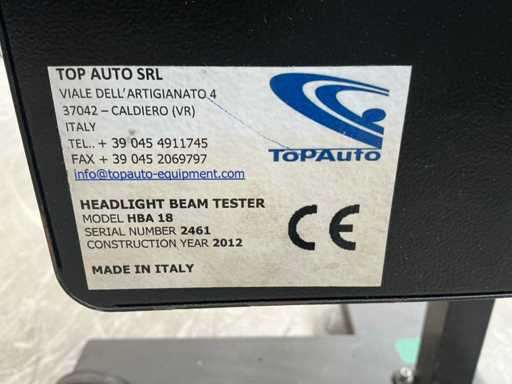 TOP AUTO SRL
VIALE DELL'ARTIGIANATO 4
37042 – CALDIERO (VR)
ITALY
TEL.. + 39 045 4911745
FAX + 39 045 2069797
info@topauto-equipment.com
TOPAUTO
HEADLIGHT BEAM TESTER
MODEL HBA 18
SERIAL NUMBER 2461
CONSTRUCTION YEAR 2012
CE
MADE IN ITALY